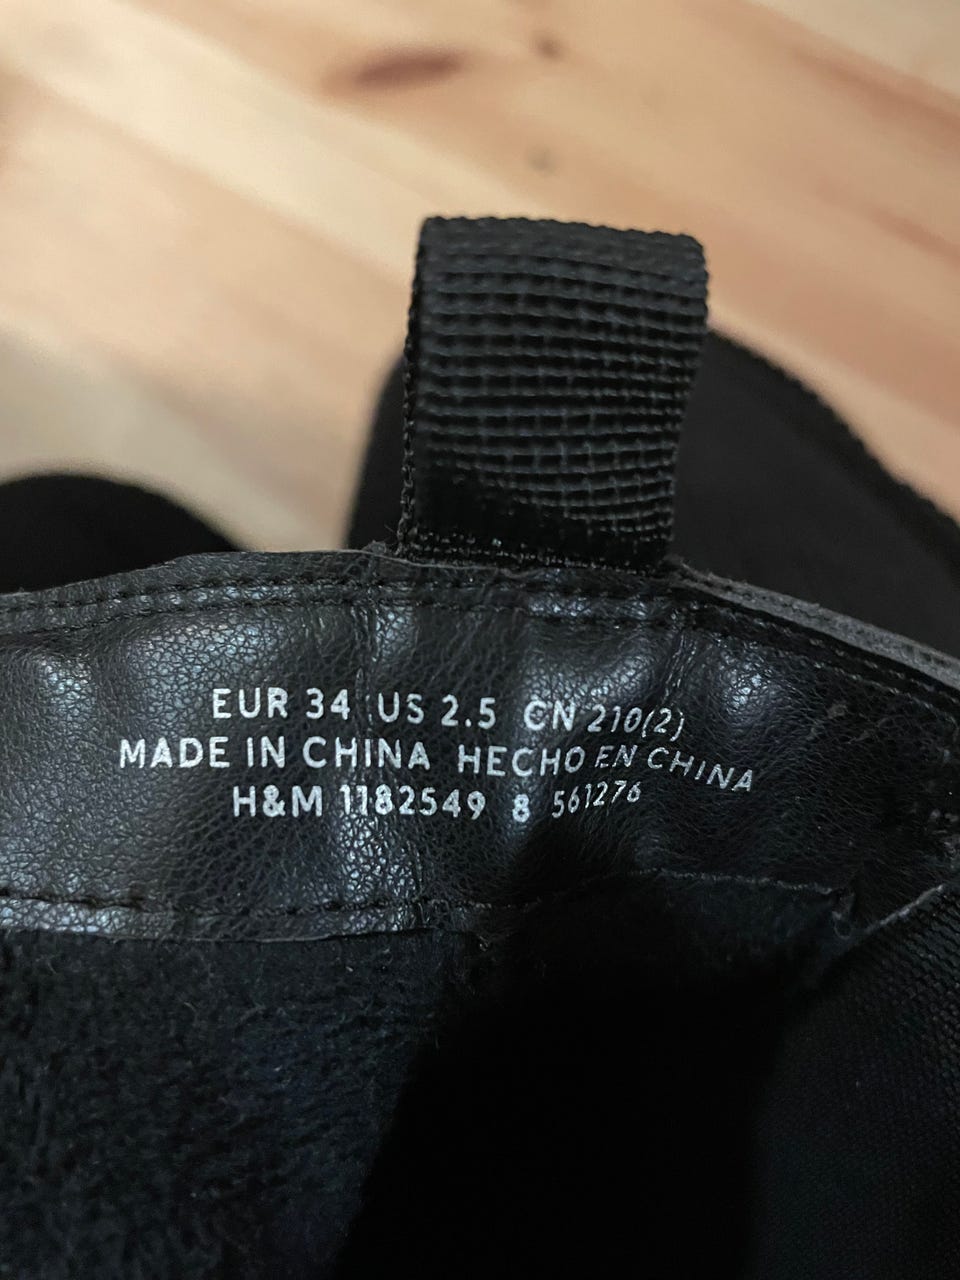 EUR 34 US 2.5 CN 210(2)
MADE IN CHINA HECHO EN CHINA
H&M 1182549 8 561276